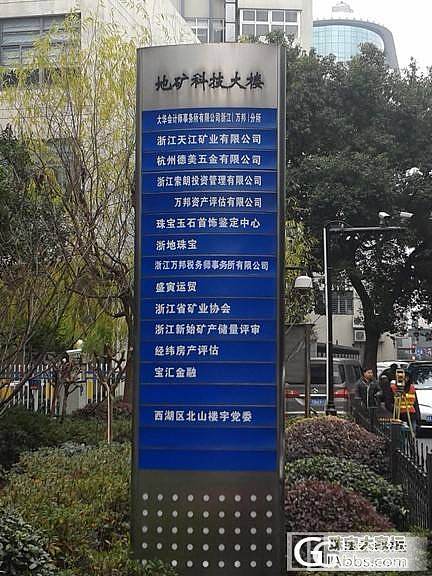 地矿科技大楼
大华会计师事务所有限公司浙江(万邦)分所
浙江天江矿业有限公司
杭州德美五金有限公司
浙江索朗投资管理有限公司
万邦资产评估有限公司
珠宝玉石首饰鉴定中心
浙地珠宝
浙江万邦税务师事务所有限公司
盛寅运贸
浙江省矿业协会
浙江新始矿产储量评审
经纬房产评估
宝汇金融
西湖区北山楼宇党委